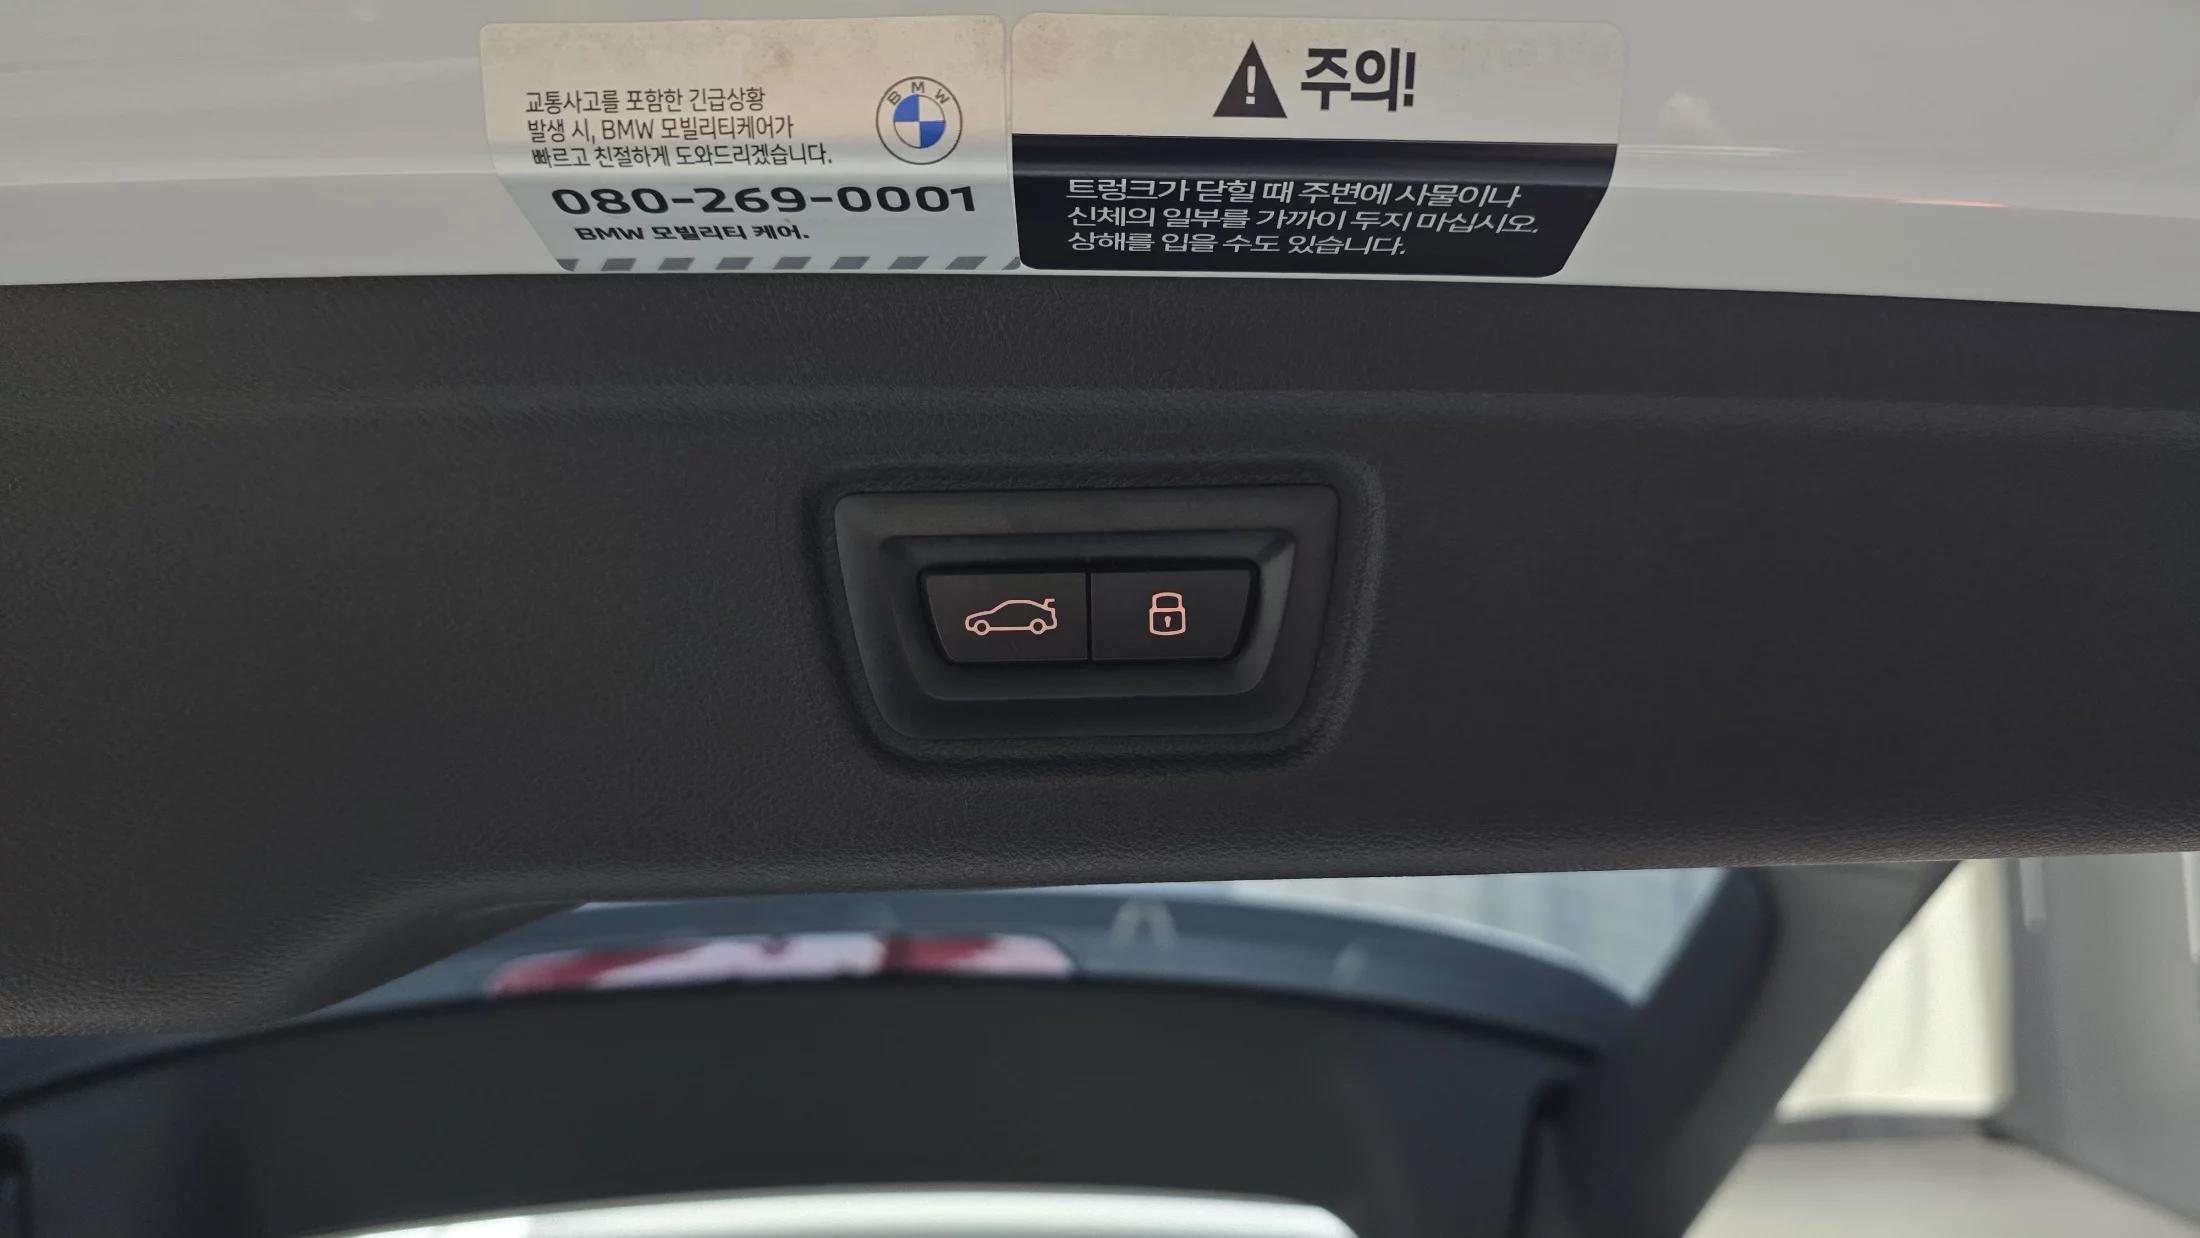 교통사고를 포함한 긴급상황
발생 시, BMW 모빌리티케어가
빠르고 친절하게 도와드리겠습니다.
080-269-0001
BMW 모빌리티 케어.
BMW
주의!
트렁크가 닫힐 때 주변에 사물이나
신체의 일부를 가까이 두지 마십시오.
상해를 입을 수도 있습니다.